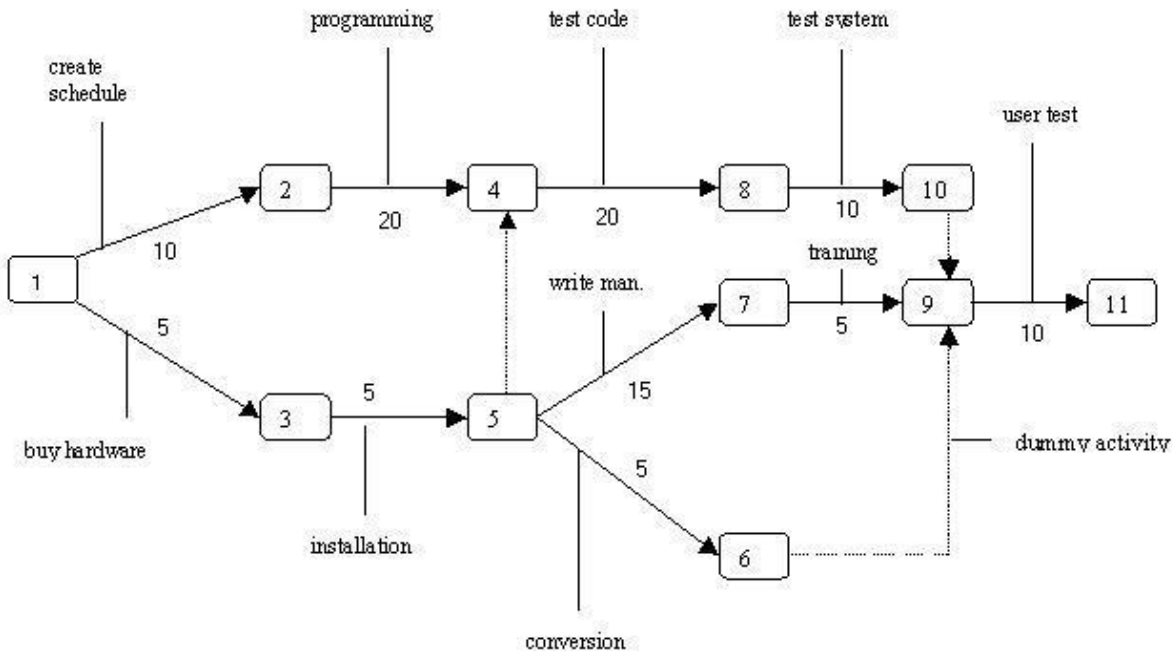 programming
test code
test system
create
schedule
user test
2
4
8
10
20
20
10
10
1
training
write man.
7
9
11
5
5
10
15
5
3
5
5
buy hardware
dummy activity
installation
6
conversion